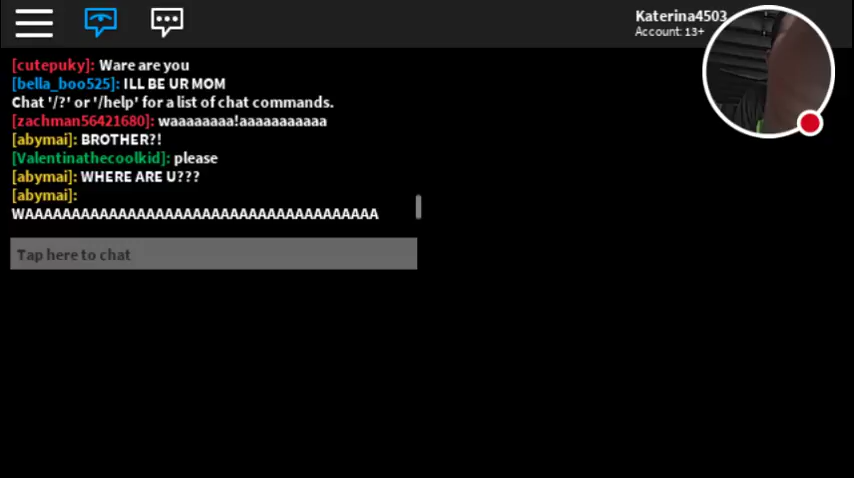 Katerina4503
Account: 13+
[cutepuky]: Ware are you
[bella_boo525]: ILL BE UR MOM
Chat '/?' or '/help' for a list of chat commands.
[zachman56421680]: waaaaaaaa!aaaaaaaaaaa
[abymai]: BROTHER?!
[Valentinathecoolkid]: please
[abymai]: WHERE ARE U???
[abymai]:
WAAAAAAAAAAAAAAAAAAAAAAAAAAAAAAAAAAAAAA
Tap here to chat